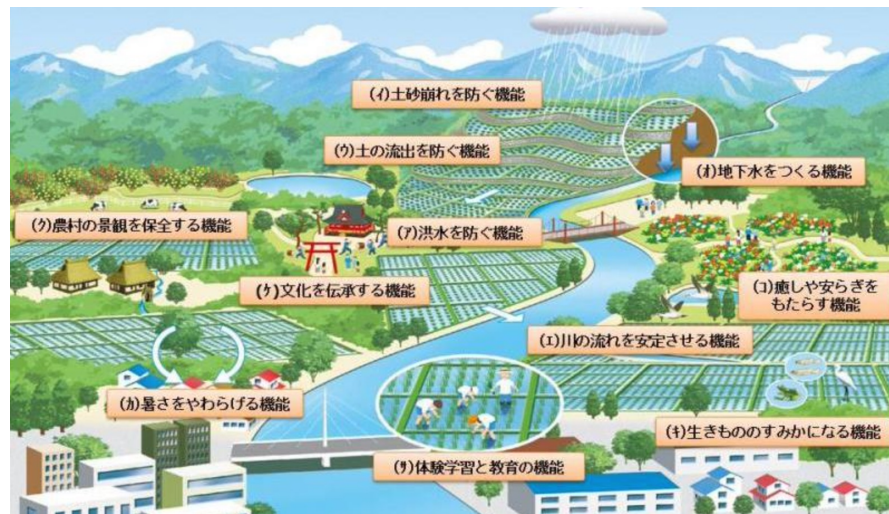 (ｲ)土砂崩れを防ぐ機能
(ｳ)土の流出を防ぐ機能
(ｵ)地下水をつくる機能
(ｸ)農村の景観を保全する機能
(ｱ)洪水を防ぐ機能
(ｹ)文化を伝承する機能
(ｺ)癒しや安らぎを
もたらす機能
(ｴ)川の流れを安定させる機能
(ｶ)暑さをやわらげる機能
(ｷ)生きもののすみかになる機能
(ｻ)体験学習と教育の機能